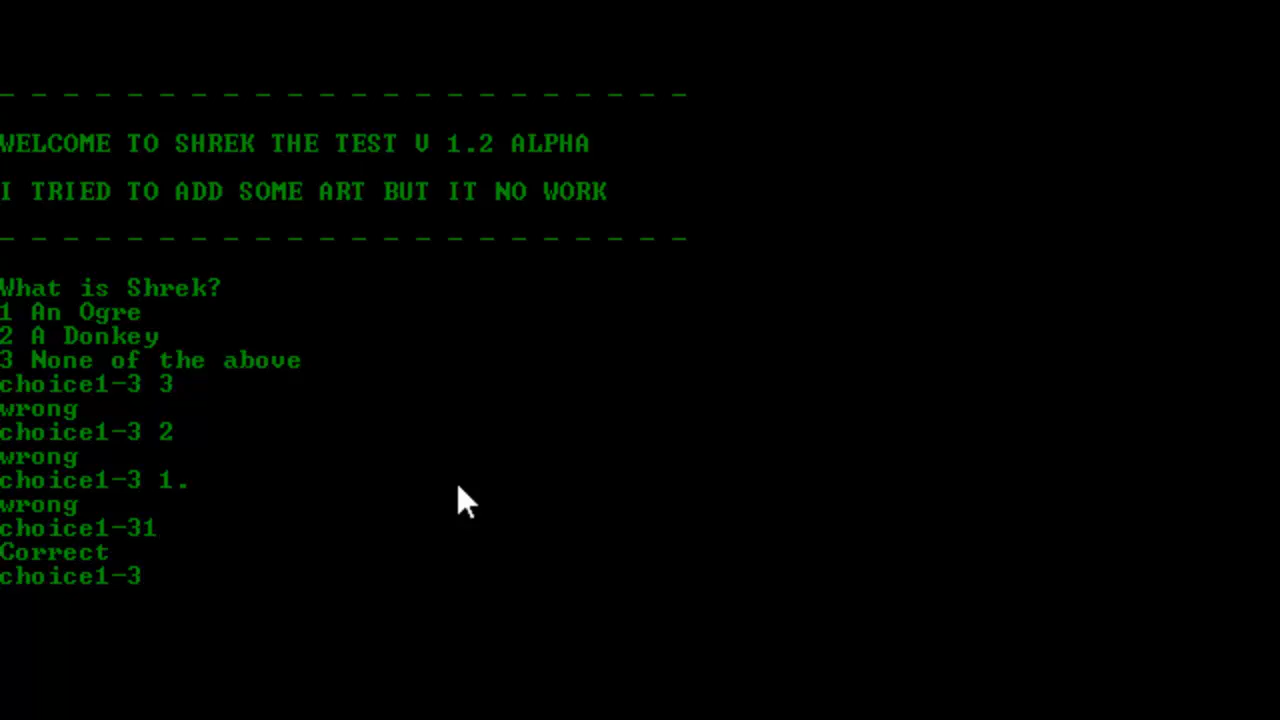 - - - - - - - - - - - - - - - - - - - - - -
WELCOME TO SHREK THE TEST V 1.2 ALPHA
I TRIED TO ADD SOME ART BUT IT NO WORK
- - - - - - - - - - - - - - - - - - - - - -
What is Shrek?
1 An Ogre
2 A Donkey
3 None of the above
choice1-3 3
wrong
choice1-3 2
wrong
choice1-3 1.
wrong
choice1-31
Correct
choice1-3